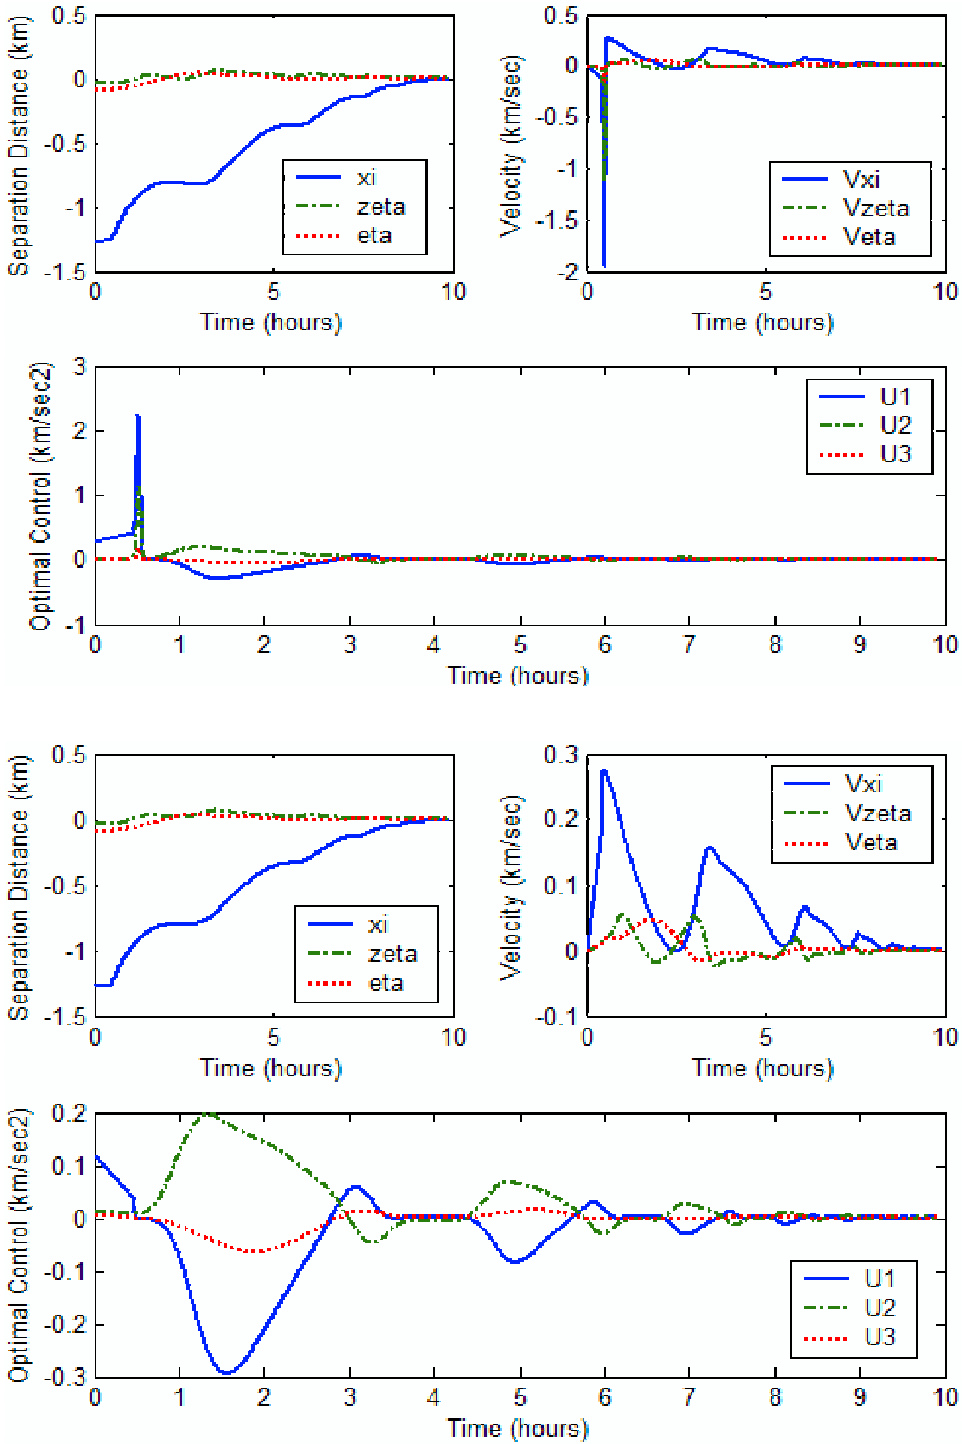 Separation Distance (km)
0.5
0
-0.5
-1
-1.5
xi
zeta
eta
0
5
10
Time (hours)
Velocity (km/sec)
0.5
0
-0.5
-1
-1.5
-2
Vxi
Vzeta
Veta
0
5
10
Time (hours)
Optimal Control (km/sec2)
3
2
1
0
-1
U1
U2
U3
0
1
2
3
4
5
6
7
8
9
10
Time (hours)
Separation Distance (km)
0.5
0
-0.5
-1
-1.5
xi
zeta
eta
0
5
10
Time (hours)
Velocity (km/sec)
0.3
0.2
0.1
0
-0.1
Vxi
Vzeta
Veta
0
5
10
Time (hours)
Optimal Control (km/sec2)
0.2
0.1
0
-0.1
-0.2
-0.3
U1
U2
U3
0
1
2
3
4
5
6
7
8
9
10
Time (hours)